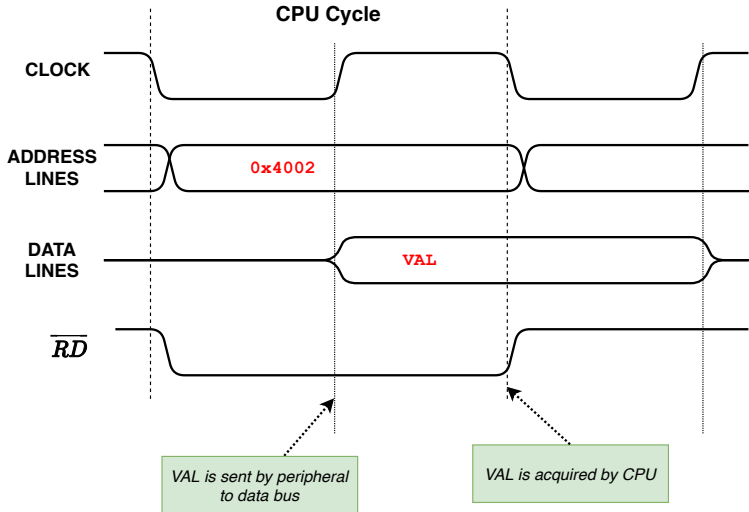 CPU Cycle
CLOCK
ADDRESS
LINES
0x4002
DATA
LINES
VAL
RD
VAL is sent by peripheral
to data bus
VAL is acquired by CPU